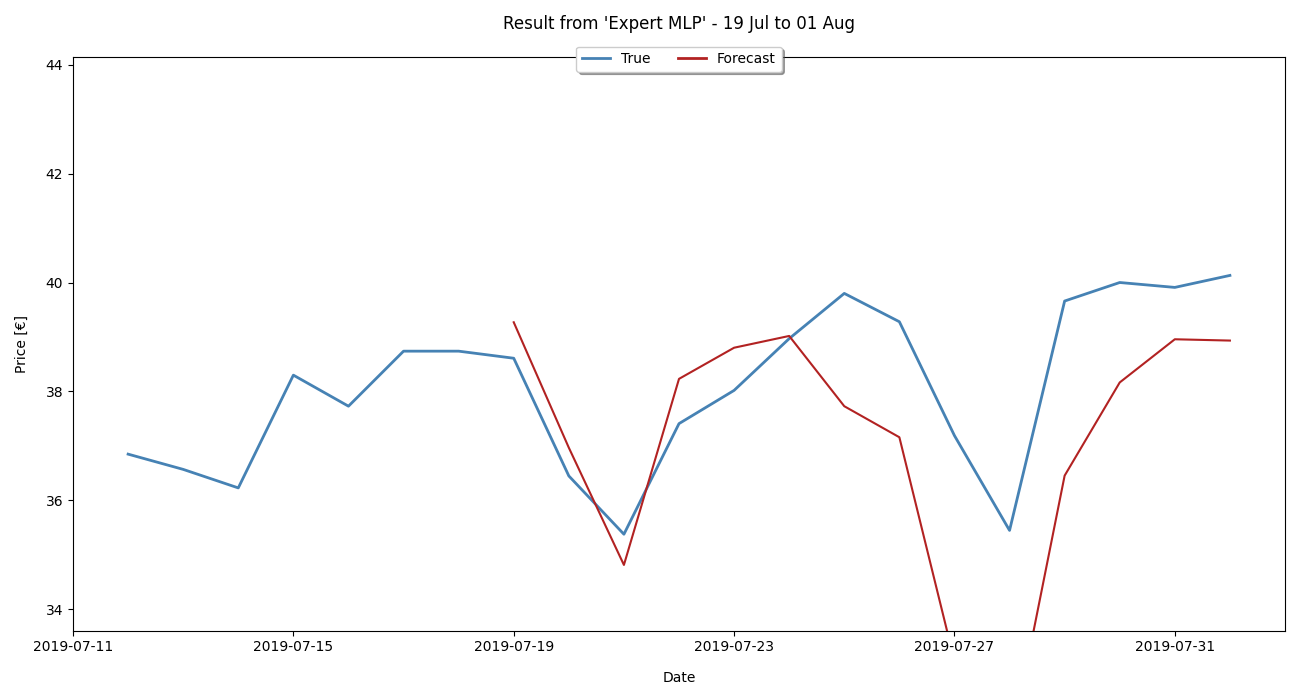 Result from 'Expert MLP' - 19 Jul to 01 Aug
True Forecast
44
42
40
38
36
34
Price [€]
2019-07-11 2019-07-15 2019-07-19 2019-07-23 2019-07-27 2019-07-31
Date